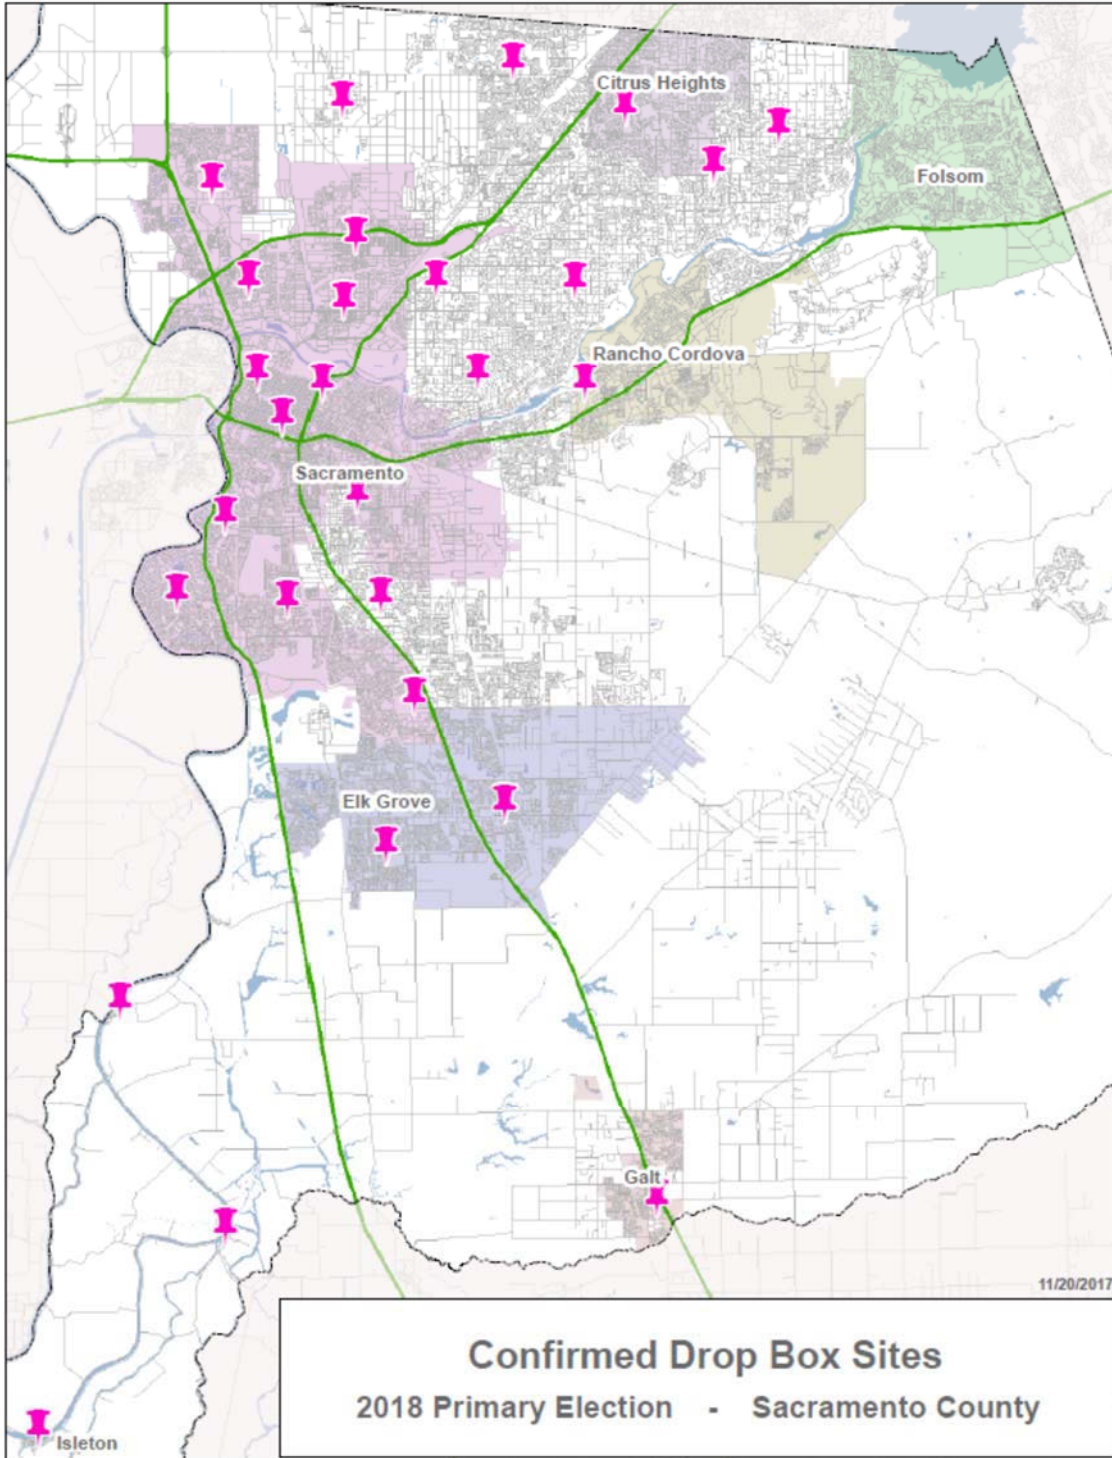 Citrus Heights
Folsom
Rancho Cordova
Sacramento
Elk Grove
Galt
11/20/2017
Confirmed Drop Box Sites
2018 Primary Election - Sacramento County
Isleton